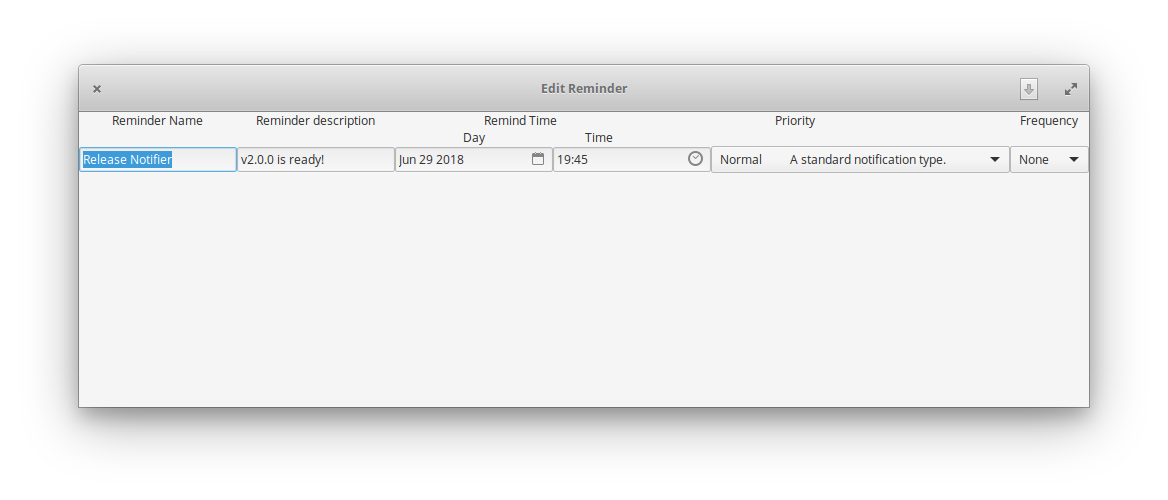 Edit Reminder
Reminder Name Reminder description Remind Time Priority Frequency
Day Time
Release Notifier v2.0.0 is ready! Jun 29 2018 19:45 Normal A standard notification type. None